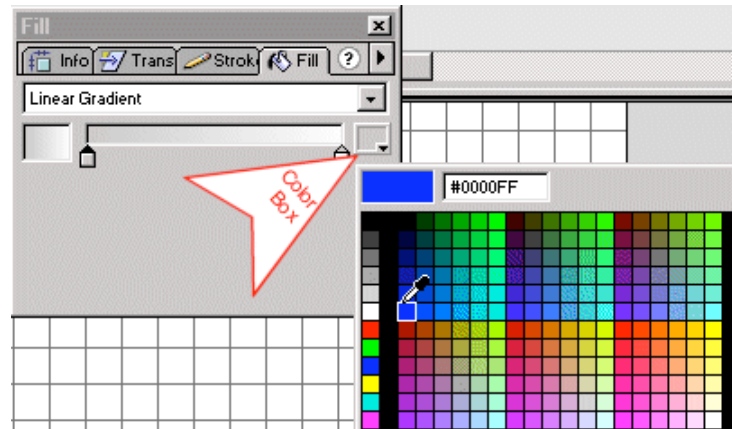 Fill
Info Trans Strok Fill ?
Linear Gradient
Color
Box
#0000FF